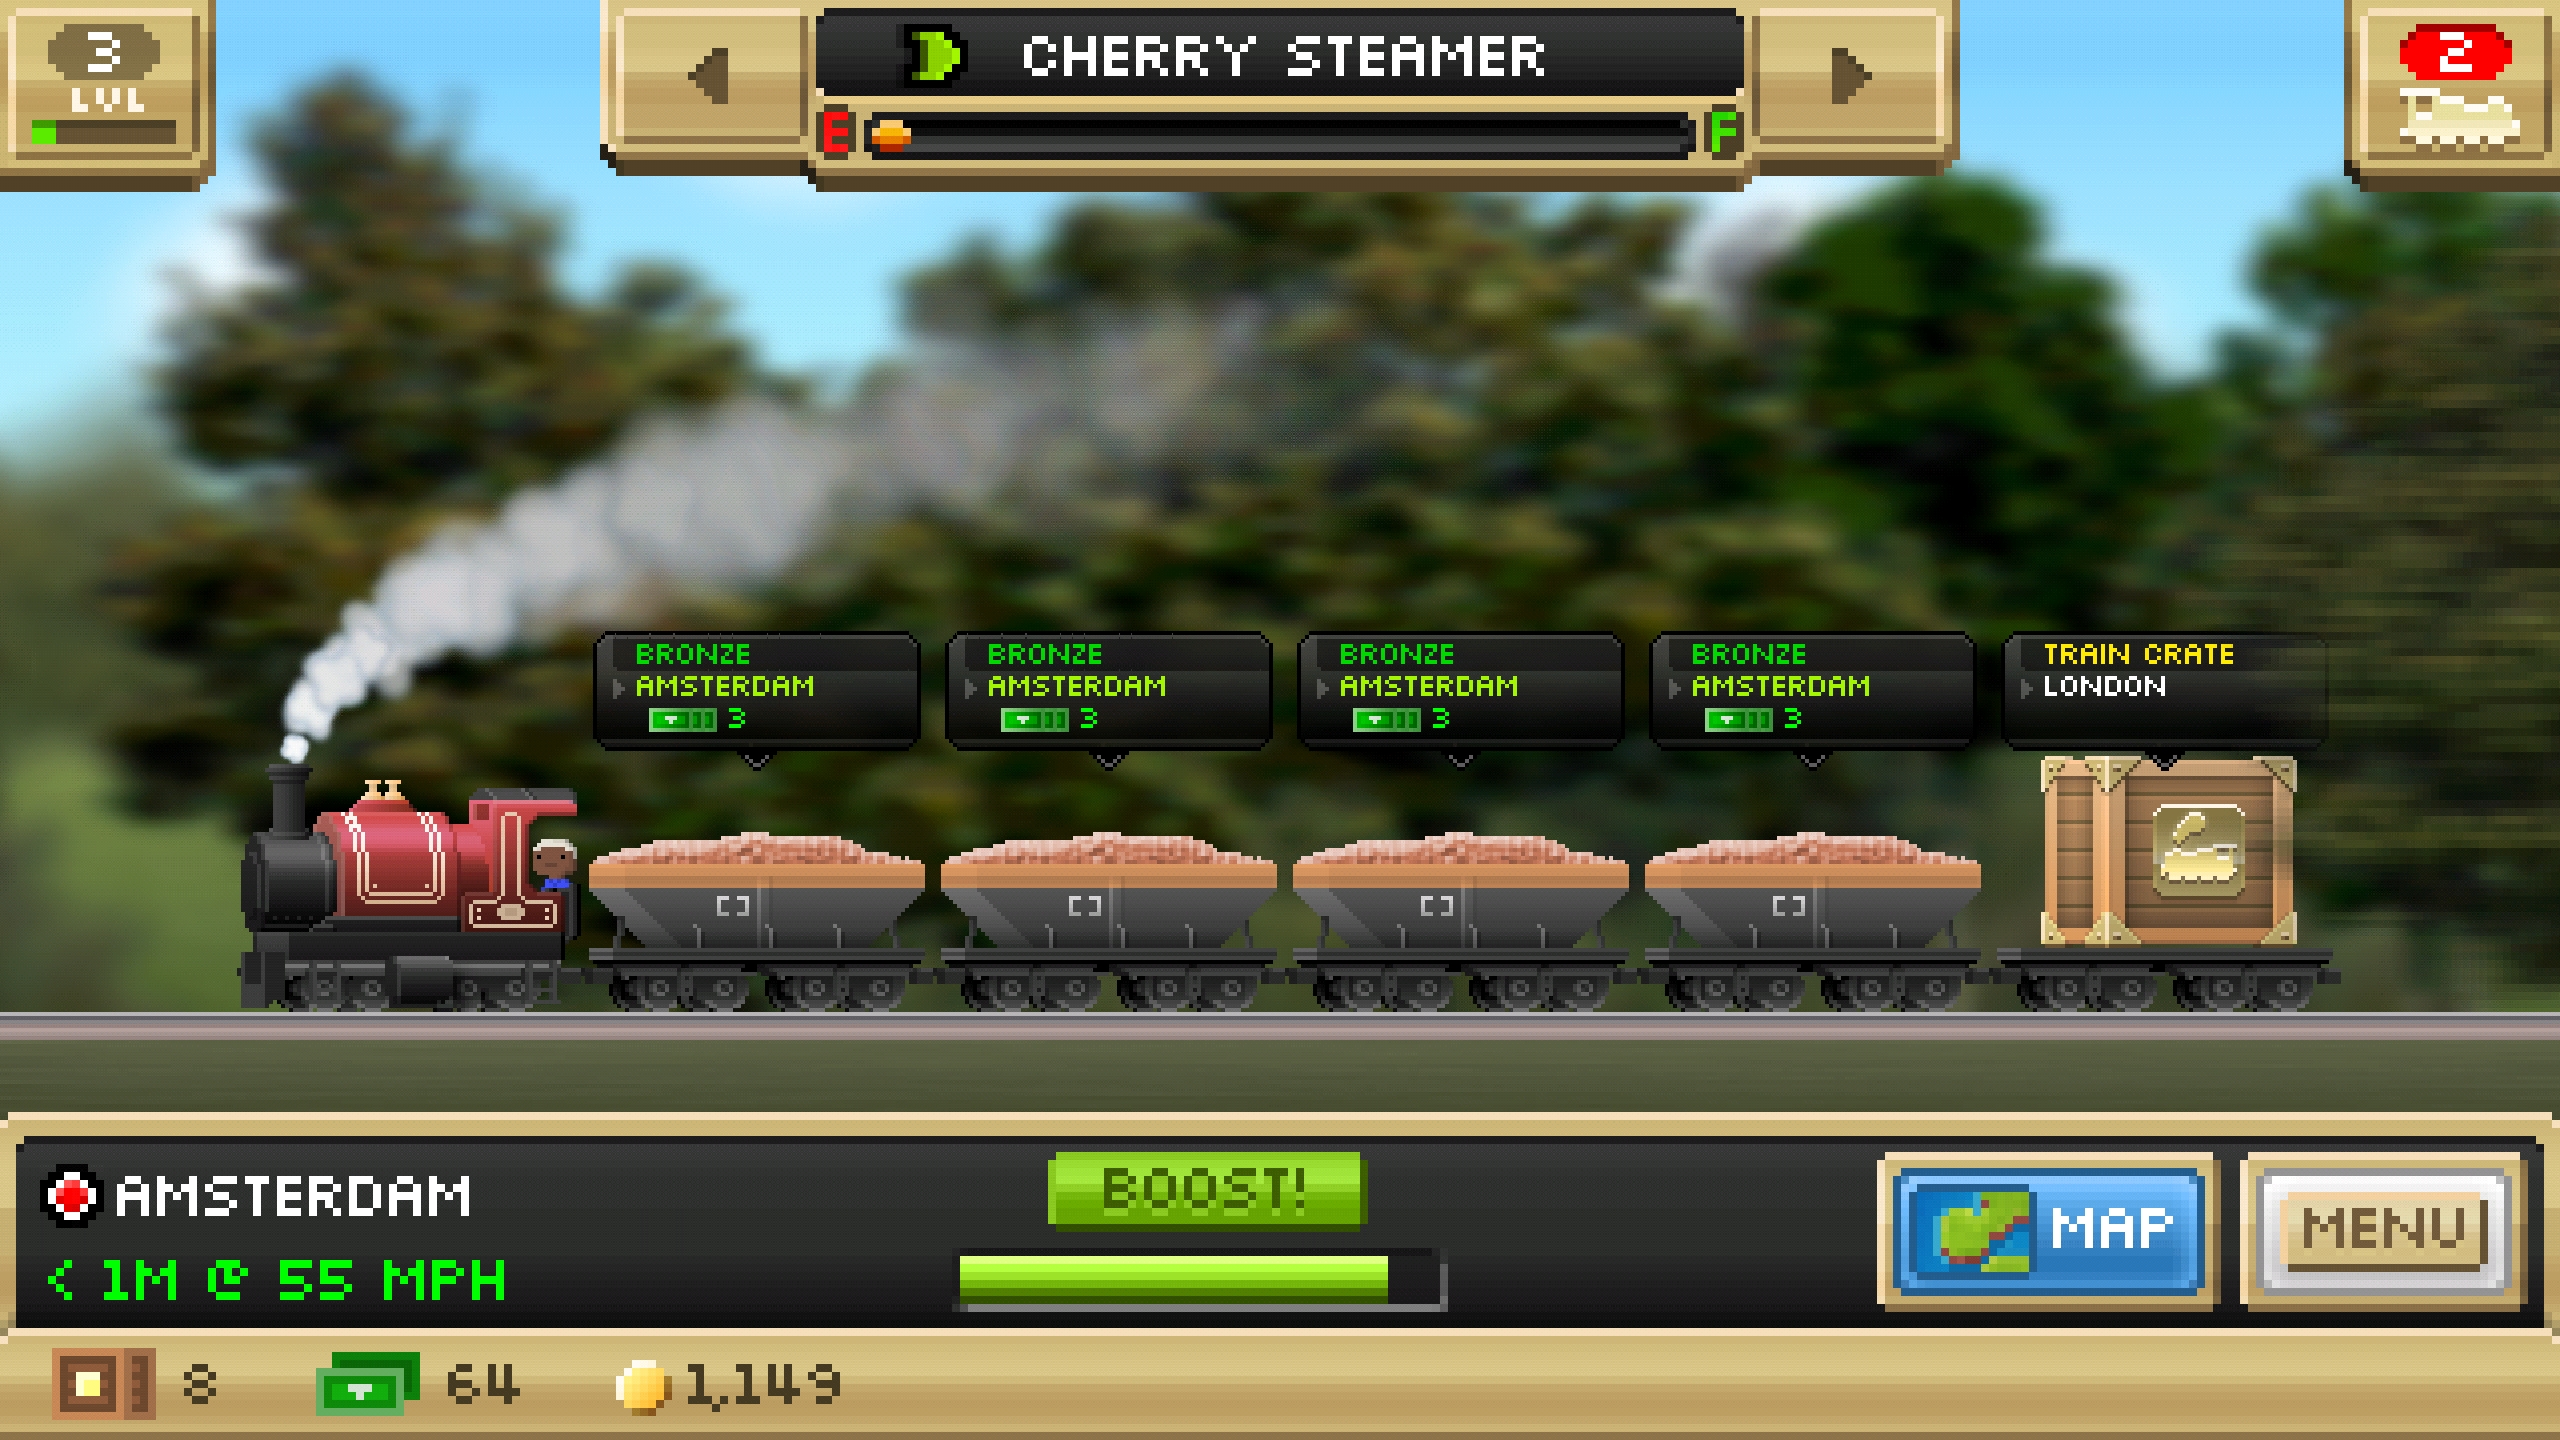 3
LVL
CHERRY STEAMER
E
F
2
BRONZE
AMSTERDAM
3
BRONZE
AMSTERDAM
3
BRONZE
AMSTERDAM
3
BRONZE
AMSTERDAM
3
TRAIN CRATE
LONDON
AMSTERDAM
< 1M @ 55 MPH
BOOST!
MAP
MENU
8
64
1,149